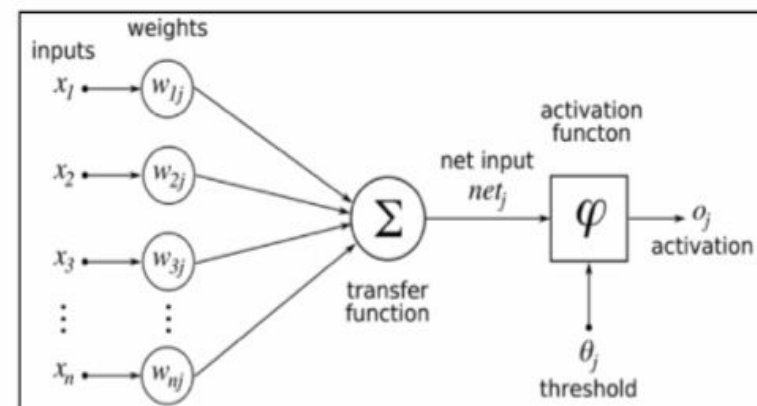 weights
inputs
x₁ w₁ⱼ
activation
functon
x₂ w₂ⱼ
net input
netⱼ
Σ
φ
oⱼ
activation
x₃ w₃ⱼ
transfer
function
⋮ ⋮
θⱼ
threshold
xₙ wₙⱼ